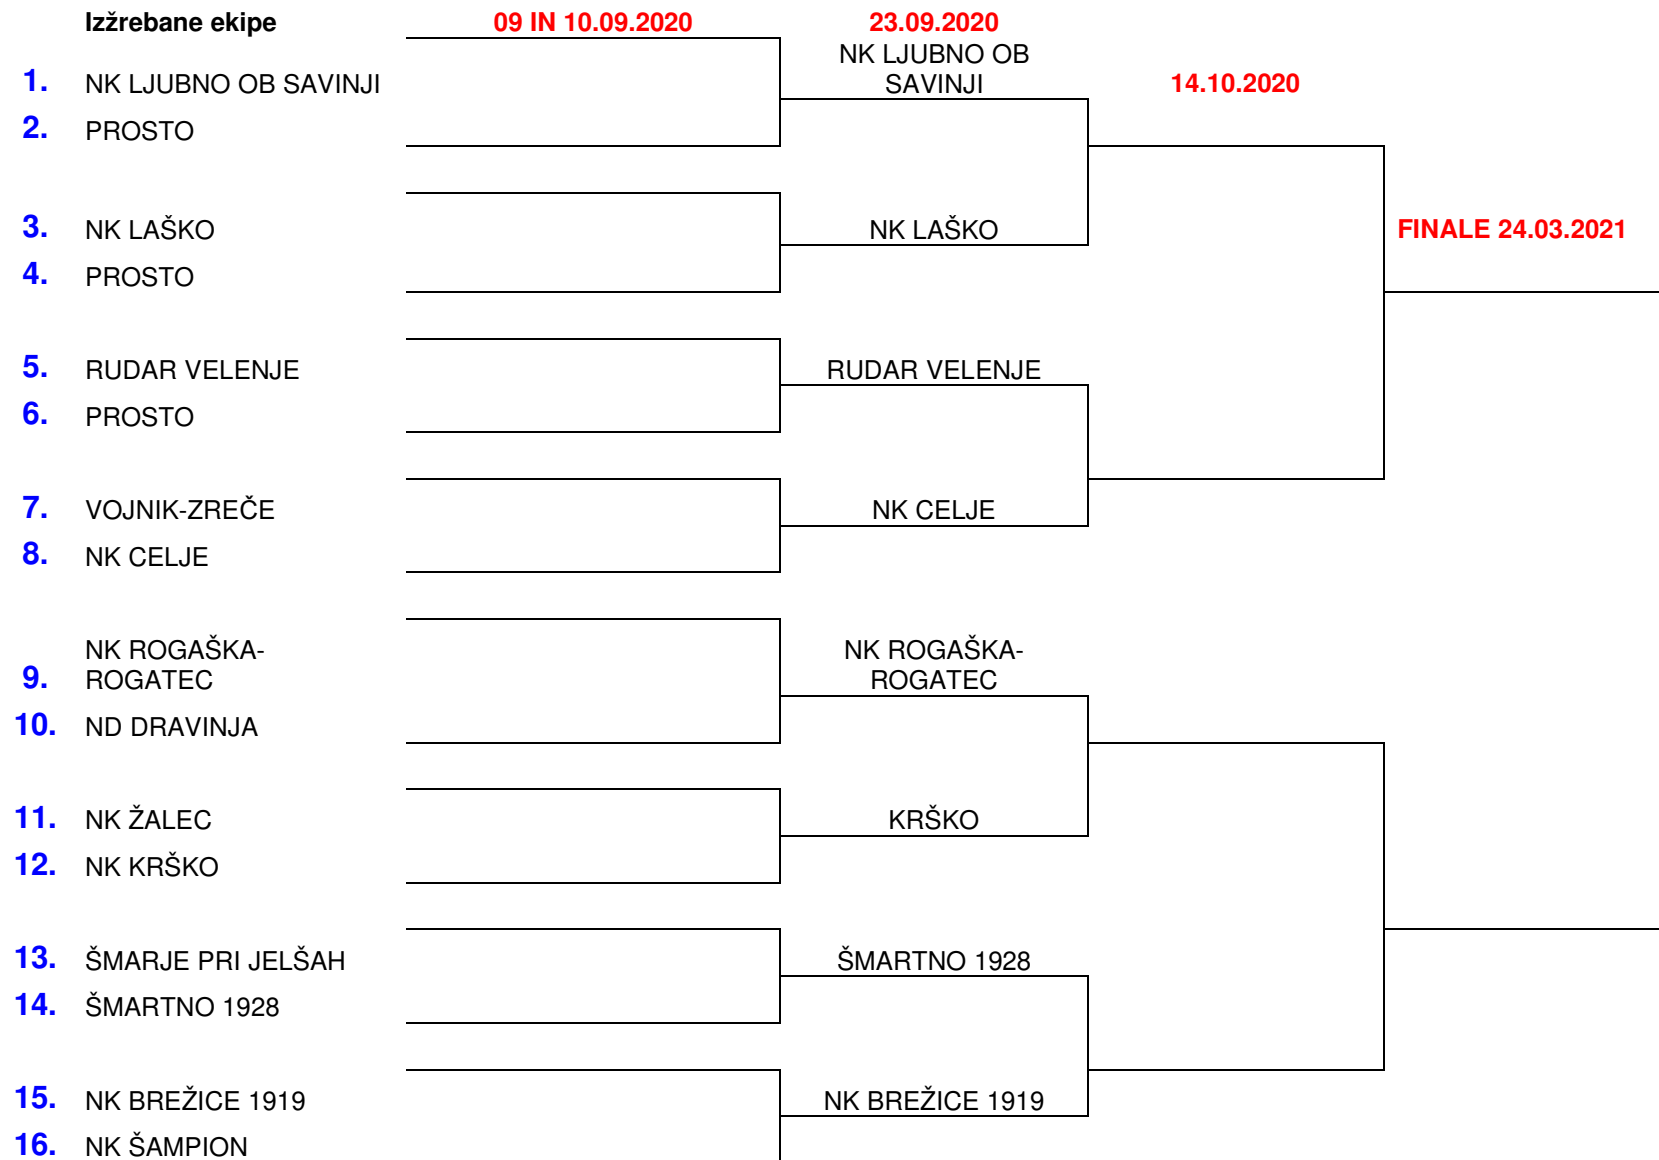 Izžrebane ekipe 09 IN 10.09.2020 23.09.2020
NK LJUBNO OB
SAVINJI
1. NK LJUBNO OB SAVINJI 14.10.2020
2. PROSTO
3. NK LAŠKO NK LAŠKO FINALE 24.03.2021
4. PROSTO
5. RUDAR VELENJE RUDAR VELENJE
6. PROSTO
7. VOJNIK-ZREČE NK CELJE
8. NK CELJE
NK ROGAŠKA- NK ROGAŠKA-
9. ROGATEC ROGATEC
10. ND DRAVINJA
11. NK ŽALEC KRŠKO
12. NK KRŠKO
13. ŠMARJE PRI JELŠAH ŠMARTNO 1928
14. ŠMARTNO 1928
15. NK BREŽICE 1919 NK BREŽICE 1919
16. NK ŠAMPION